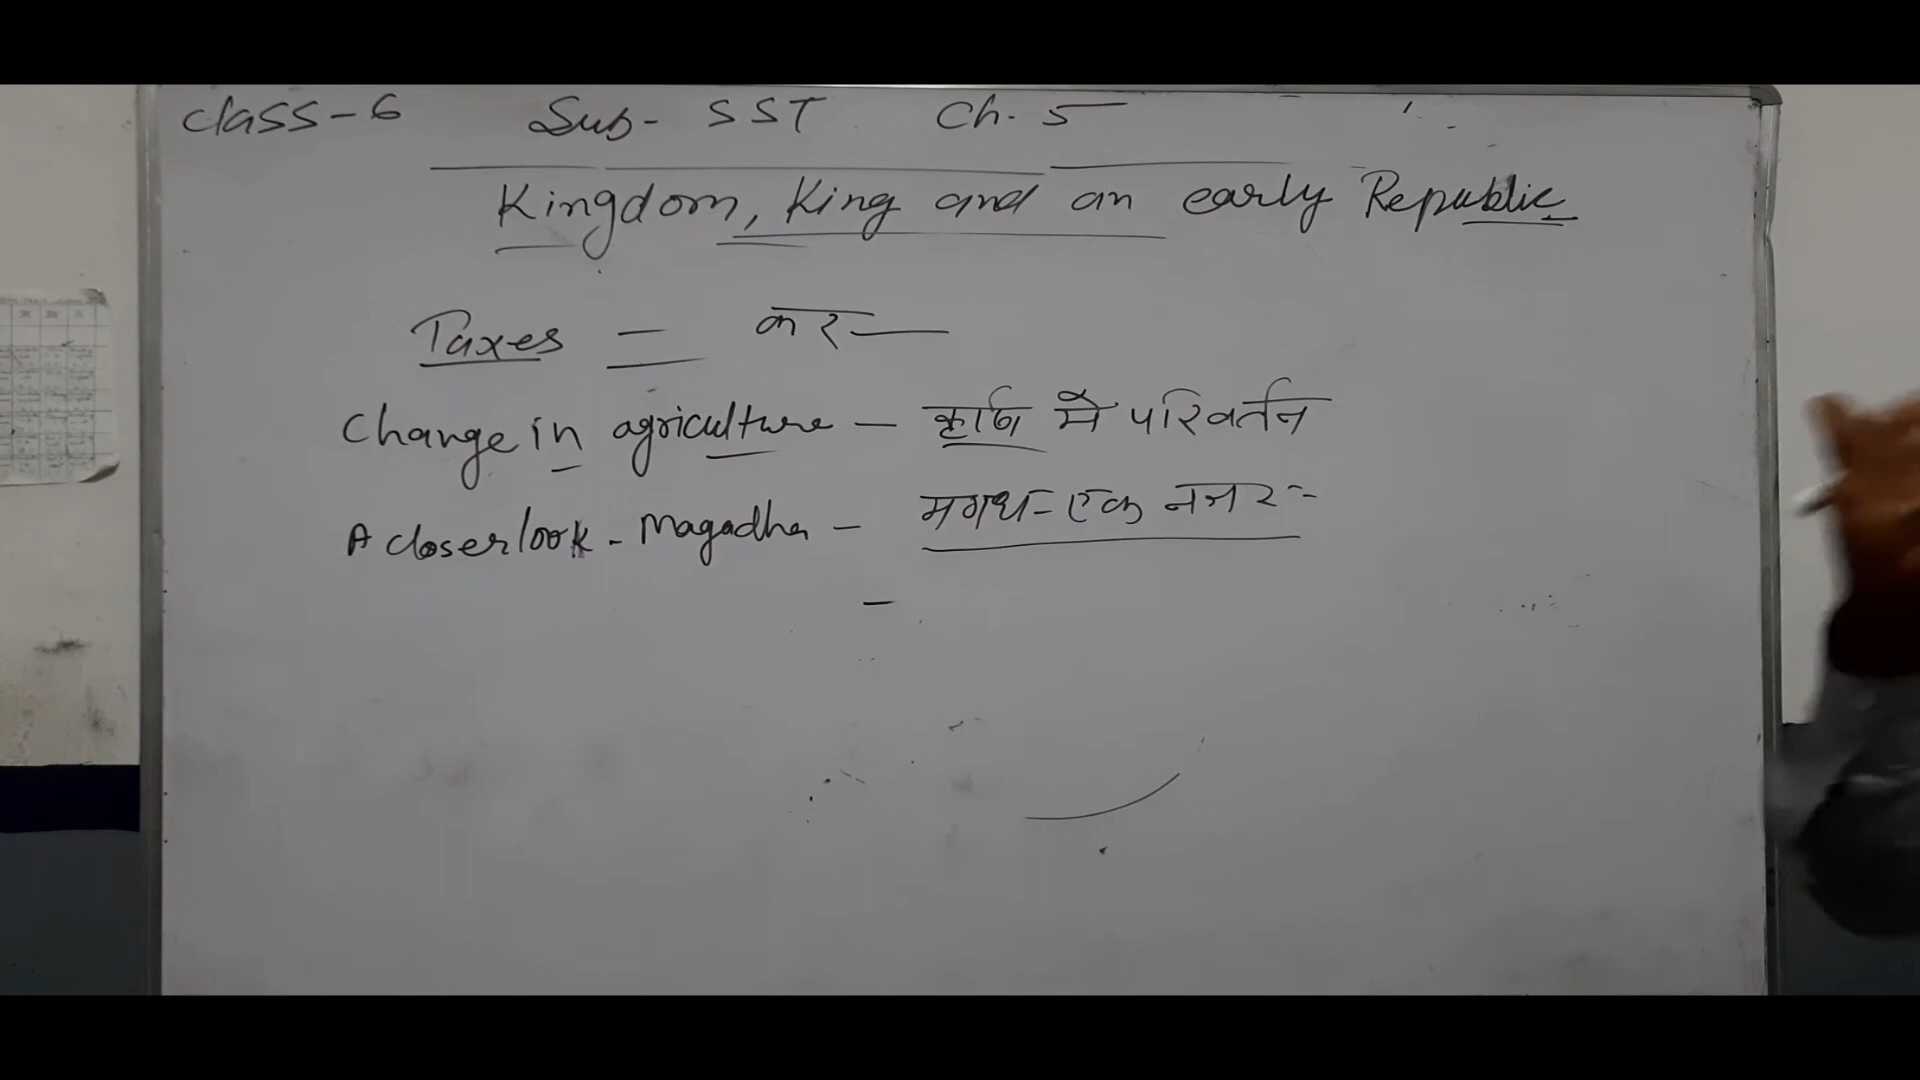 Class-6 Sub- SST Ch. 5
Kingdom, King and an early Republic
Taxes = कर
Change in agriculture - कृषि में परिवर्तन
A closer look - Magadha - मगध - एक नजर